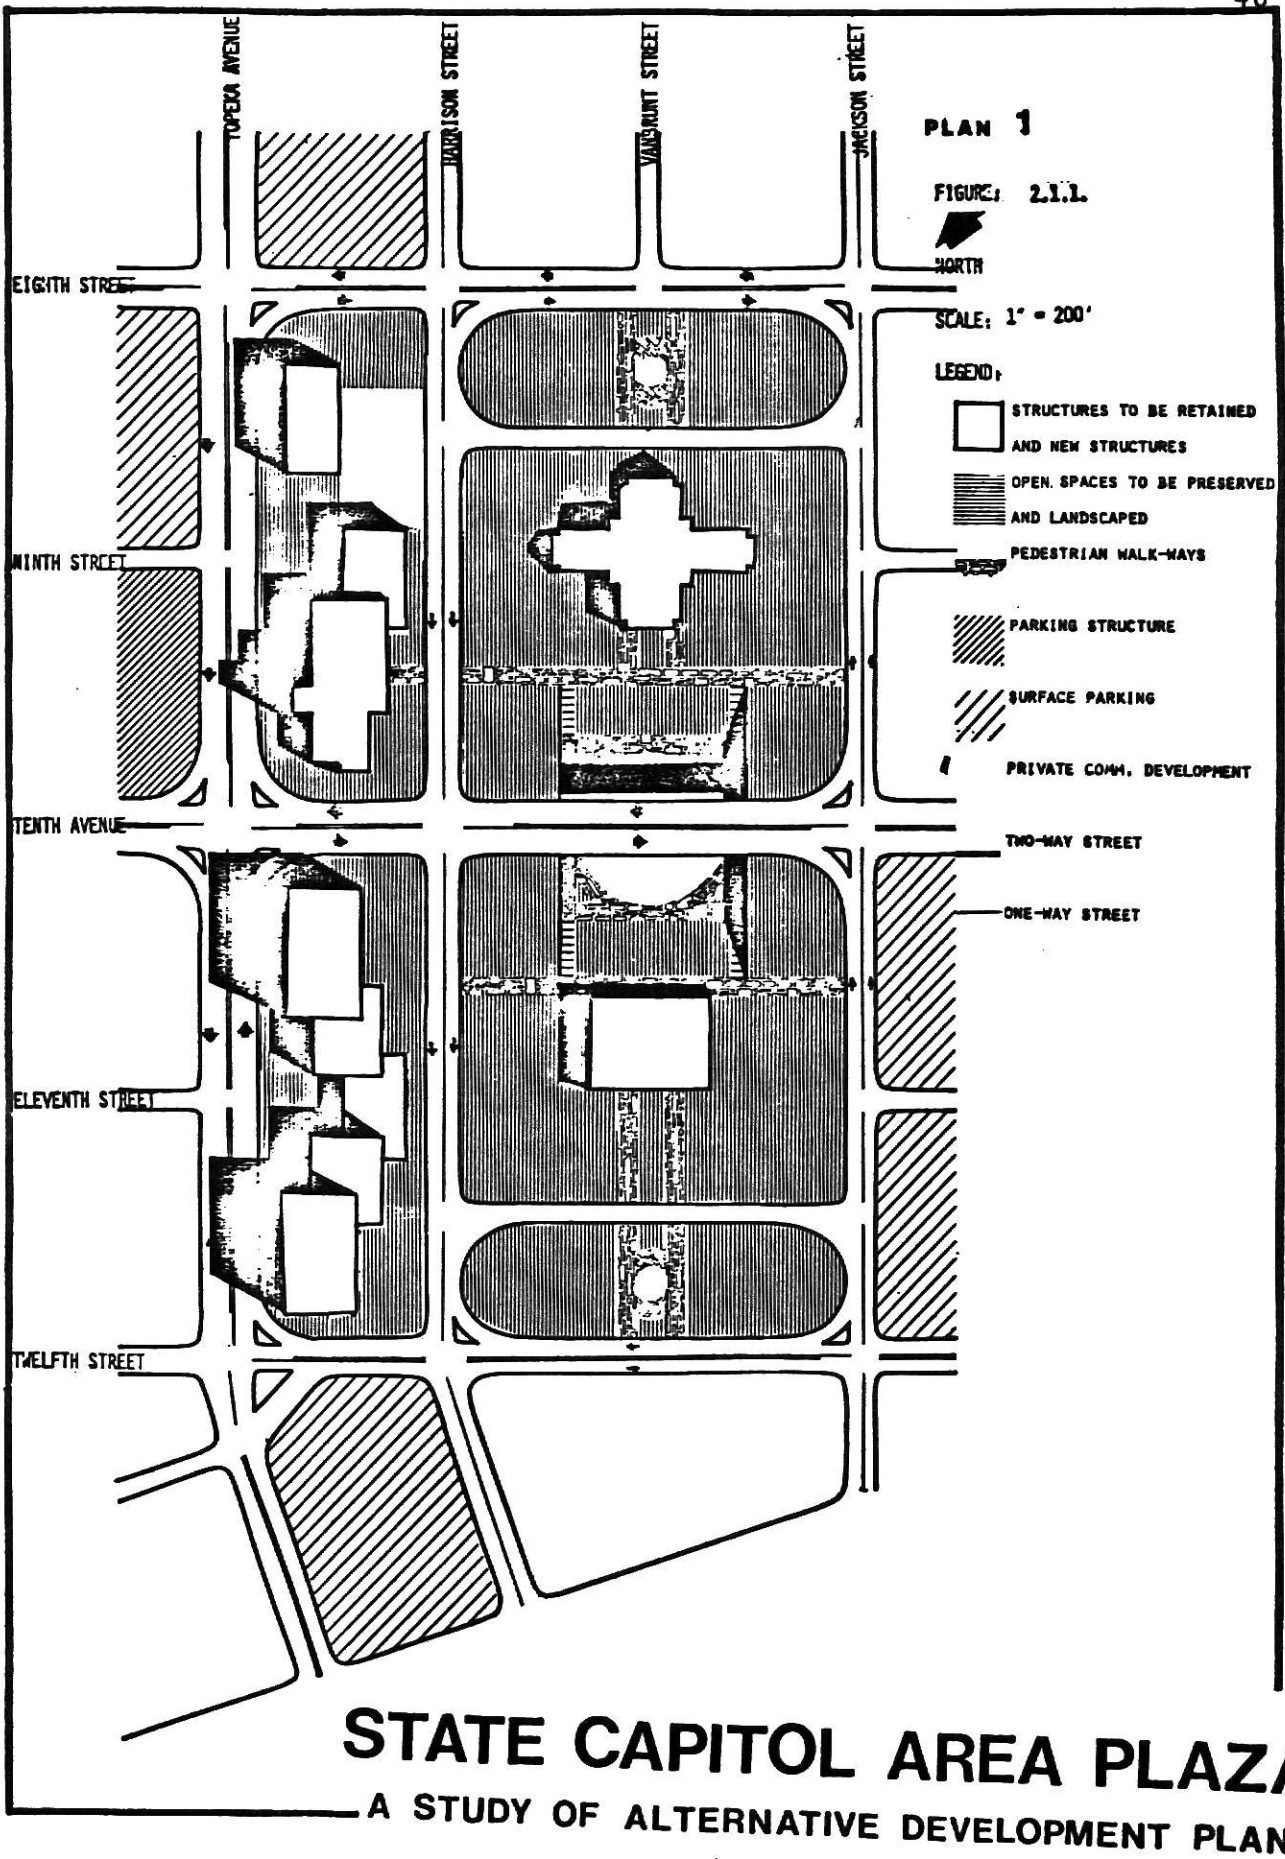 TOPEKA AVENUE
HARRISON STREET
VANBRUNT STREET
JACKSON STREET
PLAN 1
FIGURE: 2.1.1.
NORTH
EIGHTH STREET
SCALE: 1" = 200'
LEGEND:
STRUCTURES TO BE RETAINED
AND NEW STRUCTURES
OPEN SPACES TO BE PRESERVED
AND LANDSCAPED
NINTH STREET
PEDESTRIAN WALK-WAYS
PARKING STRUCTURE
SURFACE PARKING
PRIVATE COMM. DEVELOPMENT
TENTH AVENUE
TWO-WAY STREET
ONE-WAY STREET
ELEVENTH STREET
TWELFTH STREET
STATE CAPITOL AREA PLAZA
A STUDY OF ALTERNATIVE DEVELOPMENT PLAN